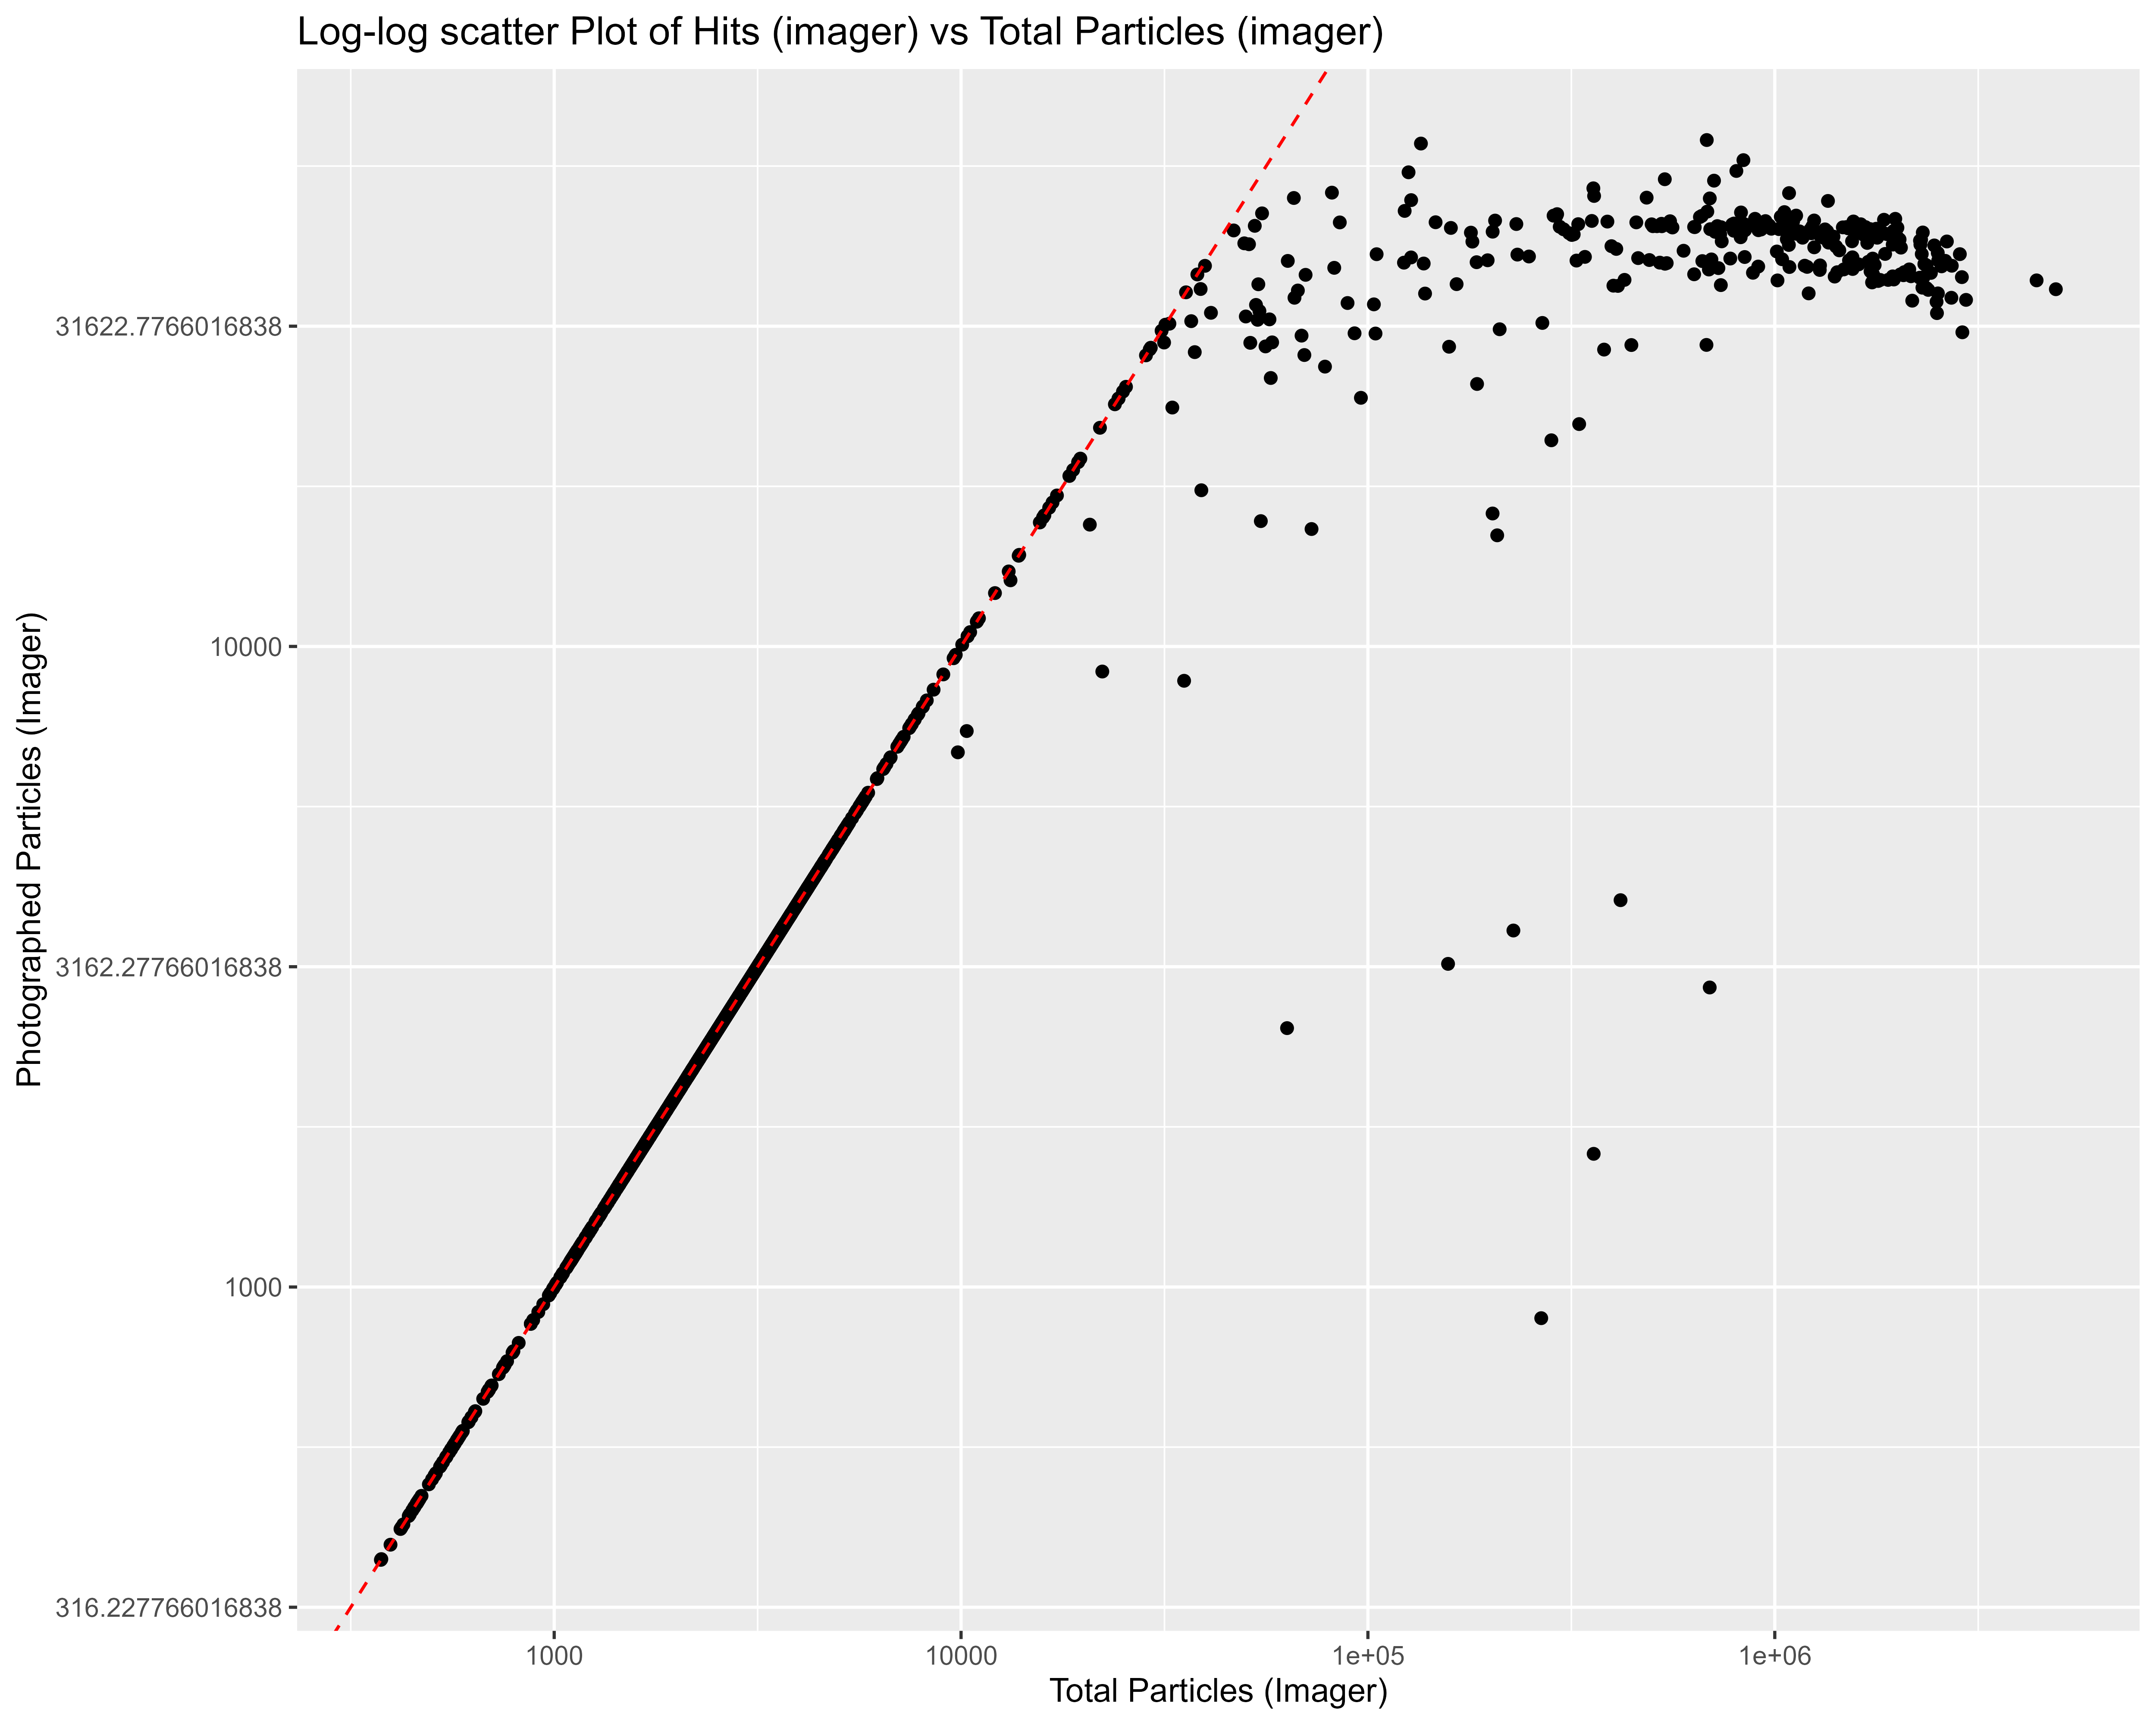 Log-log scatter Plot of Hits (imager) vs Total Particles (imager)
31622.7766016838
10000
3162.27766016838
1000
316.227766016838
Photographed Particles (Imager)
1000
10000
1e+05
1e+06
Total Particles (Imager)